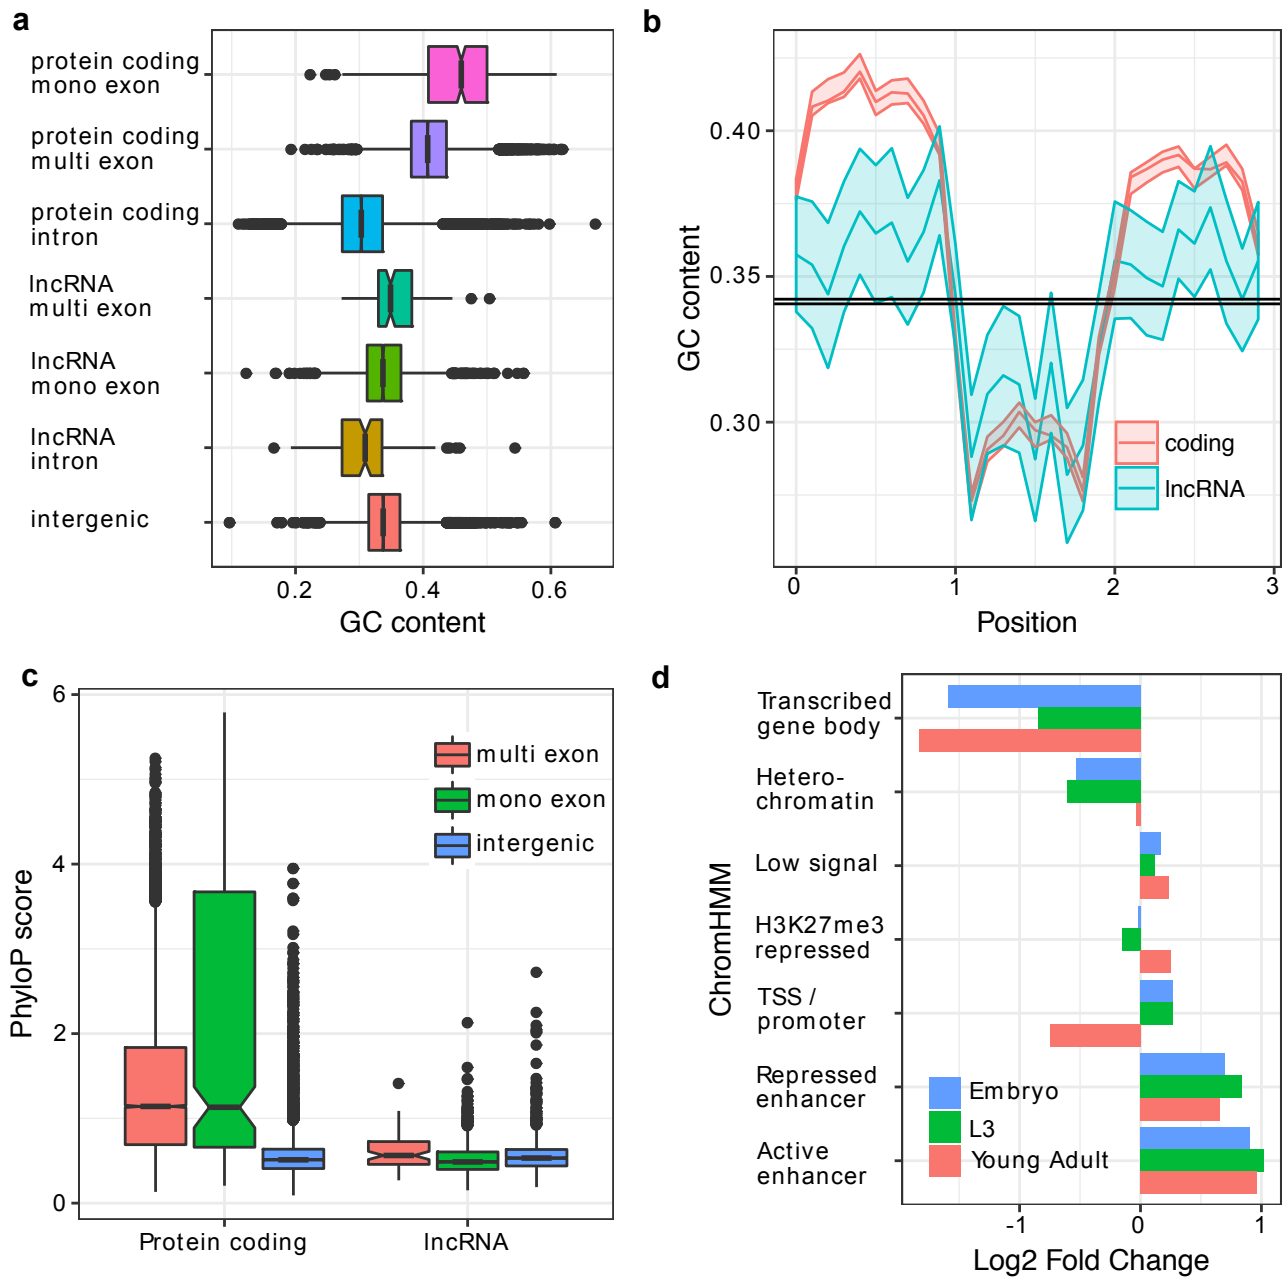 a
protein coding
mono exon
protein coding
multi exon
protein coding
intron
lncRNA
multi exon
lncRNA
mono exon
lncRNA
intron
intergenic
0.2
0.4
0.6
GC content
b
GC content
0.40
0.35
0.30
coding
lncRNA
0
1
2
3
Position
c
PhyloP score
6
4
2
0
multi exon
mono exon
intergenic
Protein coding
lncRNA
d
ChromHMM
Transcribed
gene body
Hetero-
chromatin
Low signal
H3K27me3
repressed
TSS /
promoter
Repressed
enhancer
Active
enhancer
Embryo
L3
Young Adult
-1
0
1
Log2 Fold Change